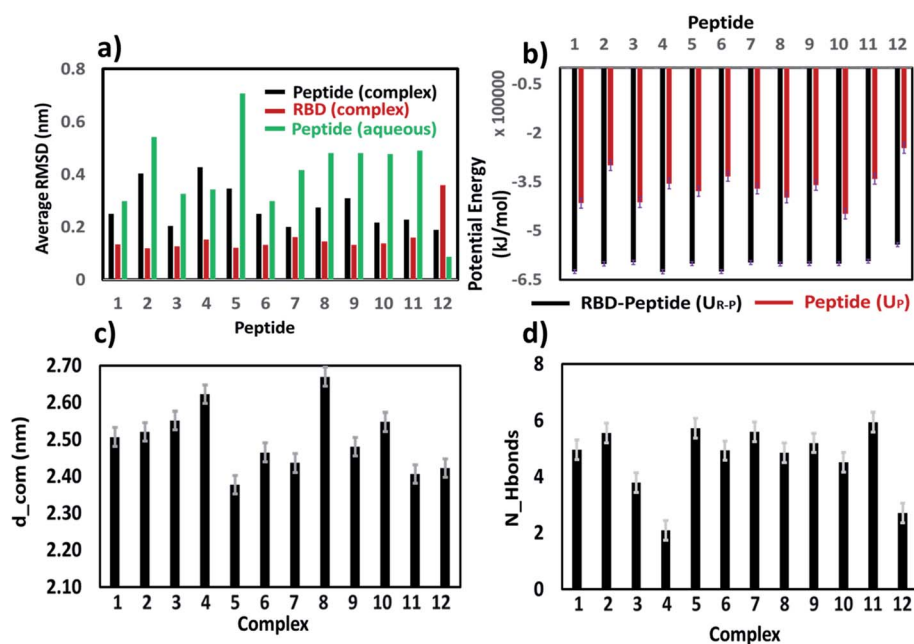 a)
0.8
0.6
0.4
0.2
0
Average RMSD (nm)
Peptide (complex)
RBD (complex)
Peptide (aqueous)
1 2 3 4 5 6 7 8 9 10 11 12
Peptide
b)
Peptide
1 2 3 4 5 6 7 8 9 10 11 12
-0.5
-2
-3.5
-5
-6.5
x 100000
Potential Energy
(kJ/mol)
RBD-Peptide (UR-P)
Peptide (UP)
c)
2.70
2.60
2.50
2.40
2.30
2.20
2.10
d_com (nm)
1 2 3 4 5 6 7 8 9 10 11 12
Complex
d)
8
6
4
2
0
N_Hbonds
1 2 3 4 5 6 7 8 9 10 11 12
Complex